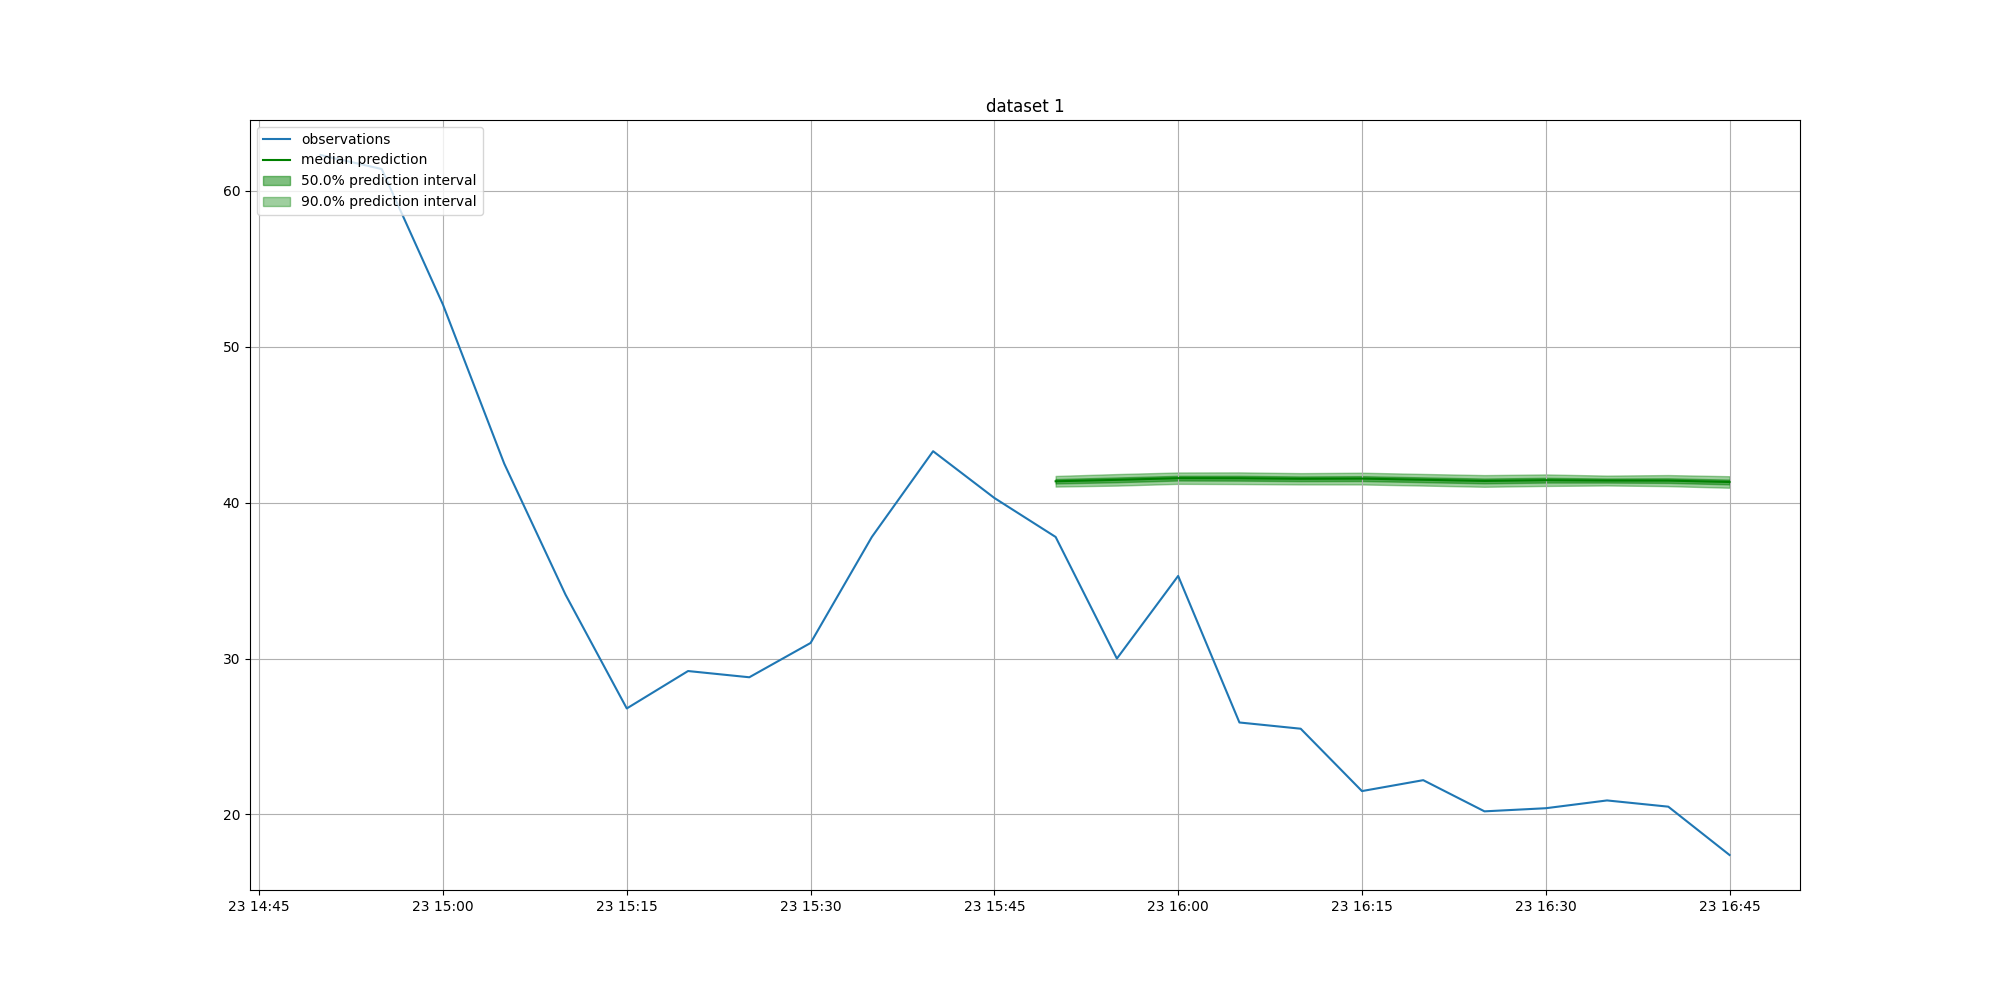 dataset 1
observations
median prediction
50.0% prediction interval
90.0% prediction interval
60
50
40
30
20
23 14:45 23 15:00 23 15:15 23 15:30 23 15:45 23 16:00 23 16:15 23 16:30 23 16:45